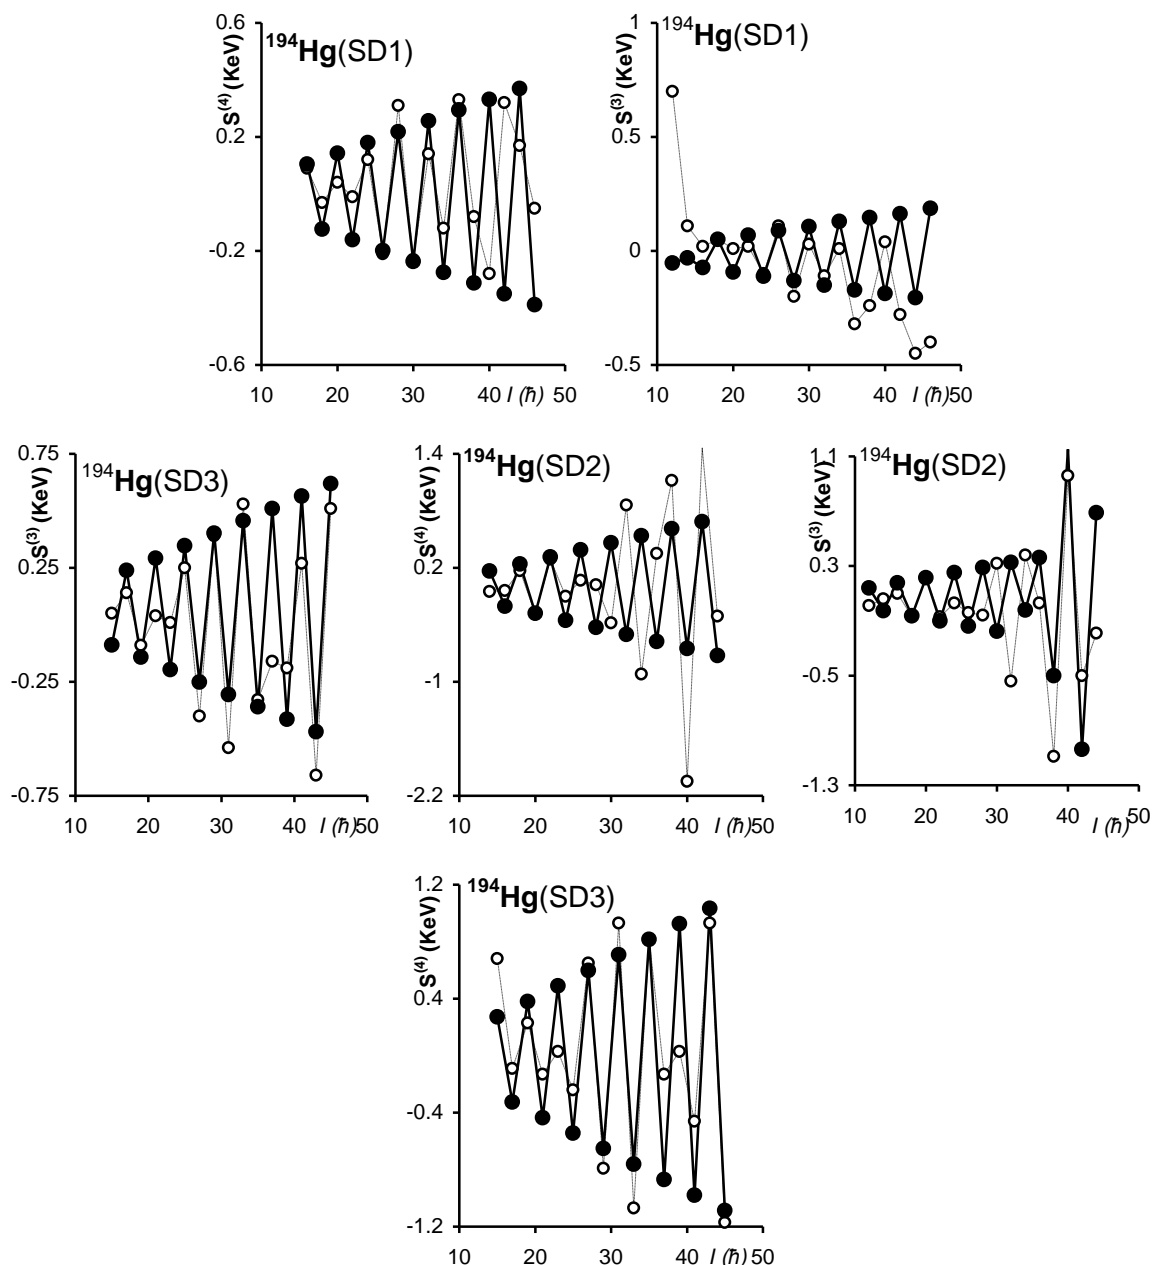 0.6
0.2
-0.2
-0.6
S(4) (KeV)
194Hg(SD1)
10 20 30 40 I (ħ) 50
1
0.5
0
-0.5
S(3) (KeV)
194Hg(SD1)
10 20 30 40 I (ħ) 50
0.75
0.25
-0.25
-0.75
S(3) (KeV)
194Hg(SD3)
10 20 30 40 I (ħ) 50
1.4
0.2
-1
-2.2
S(4) (KeV)
194Hg(SD2)
10 20 30 40 I (ħ) 50
1.1
0.3
-0.5
-1.3
S(3) (KeV)
194Hg(SD2)
10 20 30 40 I (ħ) 50
1.2
0.4
-0.4
-1.2
S(4) (KeV)
194Hg(SD3)
10 20 30 40 I (ħ) 50